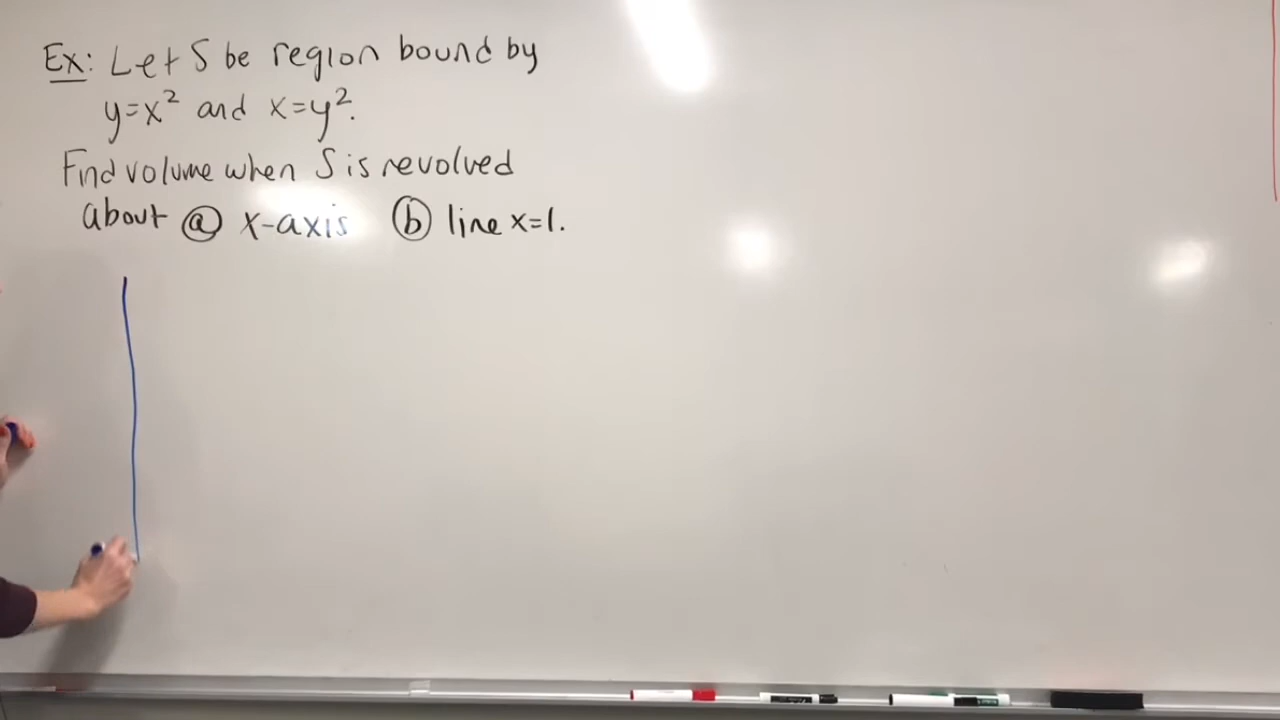 Ex: Let S be region bound by
y=x² and x=y².
Find volume when S is revolved
about ⓐ x-axis ⓑ line x=1.